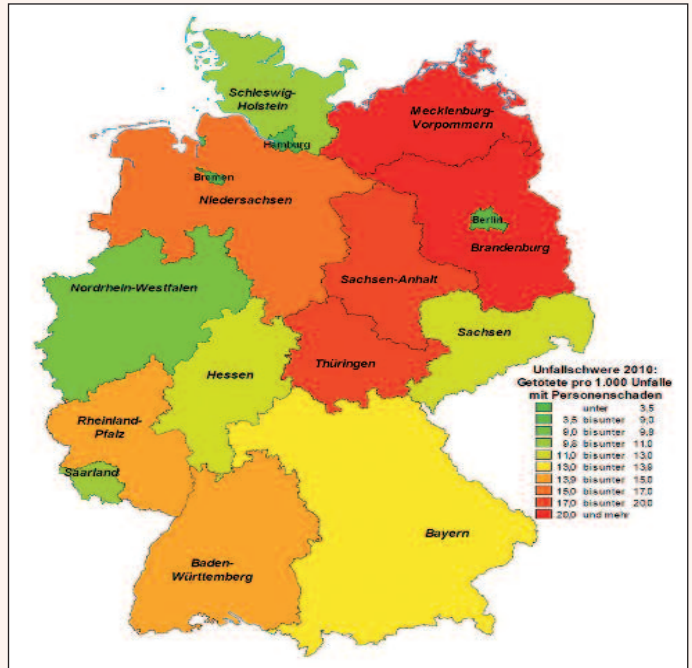 Schleswig-
Holstein
Mecklenburg-
Vorpommern
Hamburg
Bremen
Niedersachsen
Berlin
Brandenburg
Sachsen-Anhalt
Nordrhein-Westfalen
Sachsen
Thüringen
Hessen
Rheinland-
Pfalz
Saarland
Bayern
Baden-
Württemberg
Unfallschwere 2010:
Getötete pro 1.000 Unfälle
mit Personenschaden
unter 3,5
3,5 bis unter 9,0
9,0 bis unter 9,8
9,8 bis unter 11,0
11,0 bis unter 13,0
13,0 bis unter 13,9
13,9 bis unter 15,0
15,0 bis unter 17,0
17,0 bis unter 20,0
20,0 und mehr